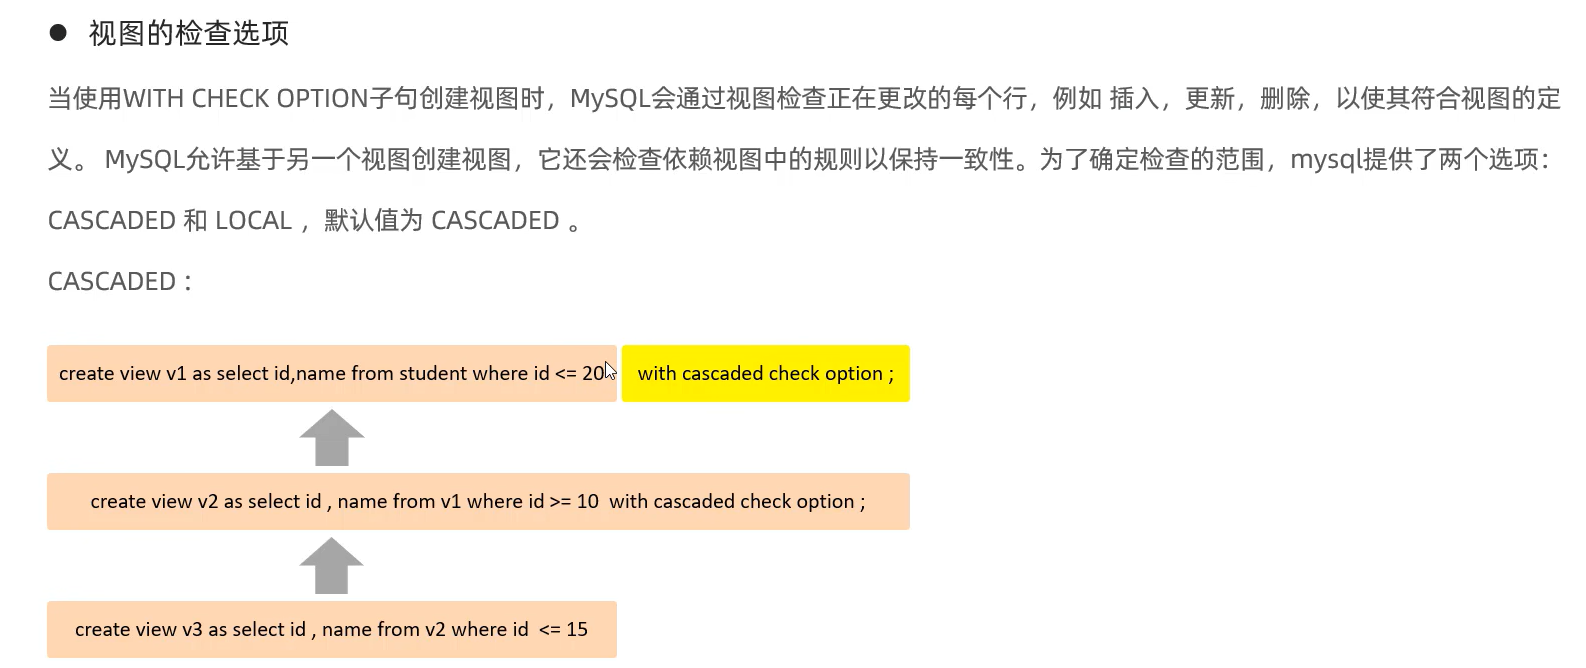 ● 视图的检查选项
当使用WITH CHECK OPTION子句创建视图时，MySQL会通过视图检查正在更改的每个行，例如 插入，更新，删除，以使其符合视图的定
义。 MySQL允许基于另一个视图创建视图，它还会检查依赖视图中的规则以保持一致性。为了确定检查的范围，mysql提供了两个选项：
CASCADED 和 LOCAL ，默认值为 CASCADED 。
CASCADED：
create view v1 as select id,name from student where id <= 20 with cascaded check option ;
create view v2 as select id , name from v1 where id >= 10 with cascaded check option ;
create view v3 as select id , name from v2 where id <= 15